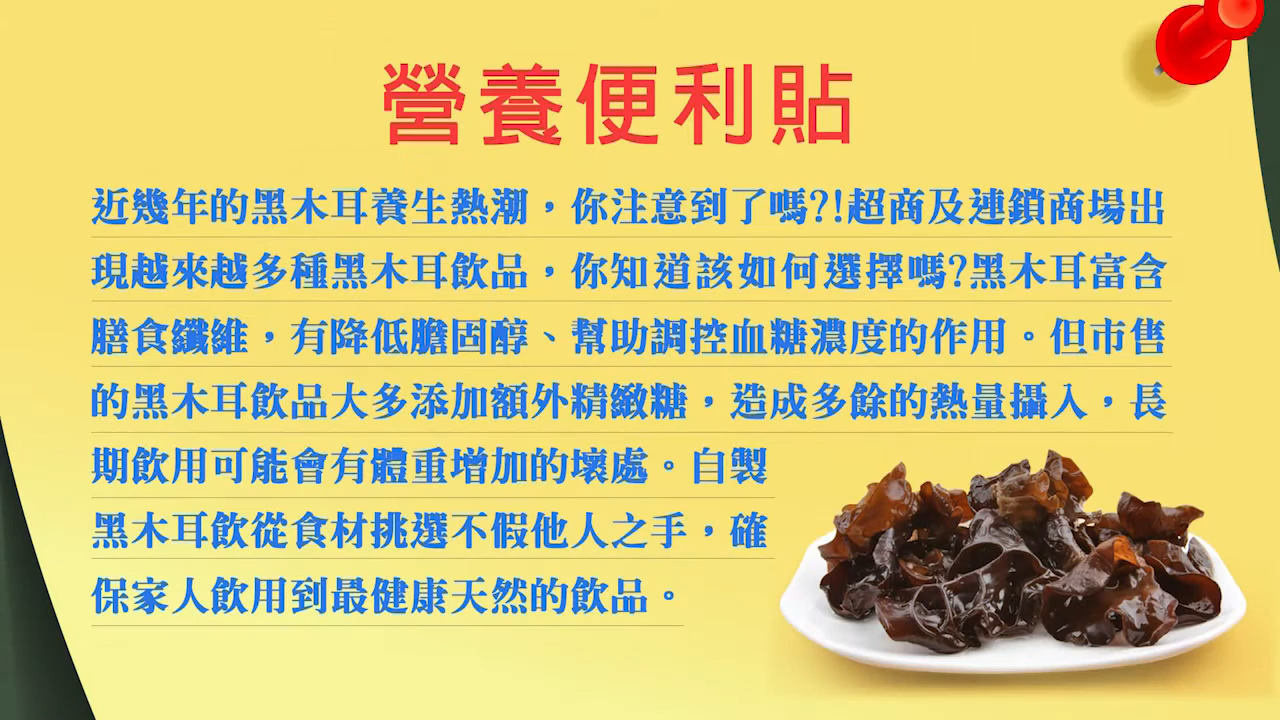 營養便利貼
近幾年的黑木耳養生熱潮，你注意到了嗎?!超商及連鎖商場出
現越來越多種黑木耳飲品，你知道該如何選擇嗎?黑木耳富含
膳食纖維，有降低膽固醇、幫助調控血糖濃度的作用。但市售
的黑木耳飲品大多添加額外精緻糖，造成多餘的熱量攝入，長
期飲用可能會有體重增加的壞處。自製
黑木耳飲從食材挑選不假他人之手，確
保家人飲用到最健康天然的飲品。